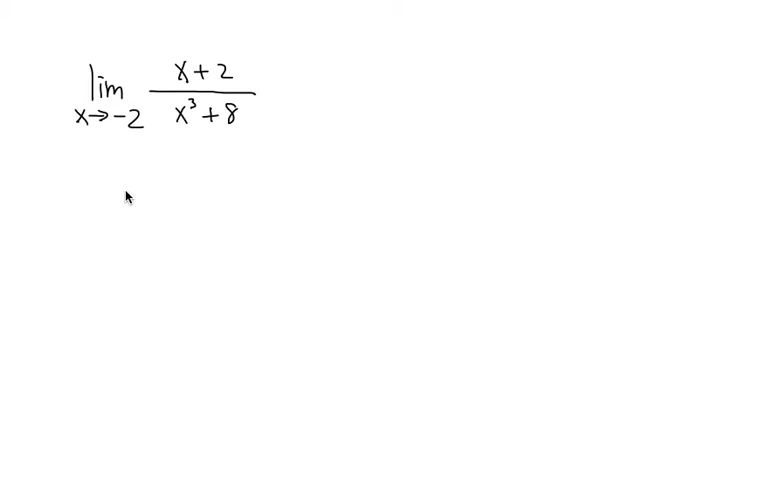 lim x→-2 (x + 2)/(x³ + 8)